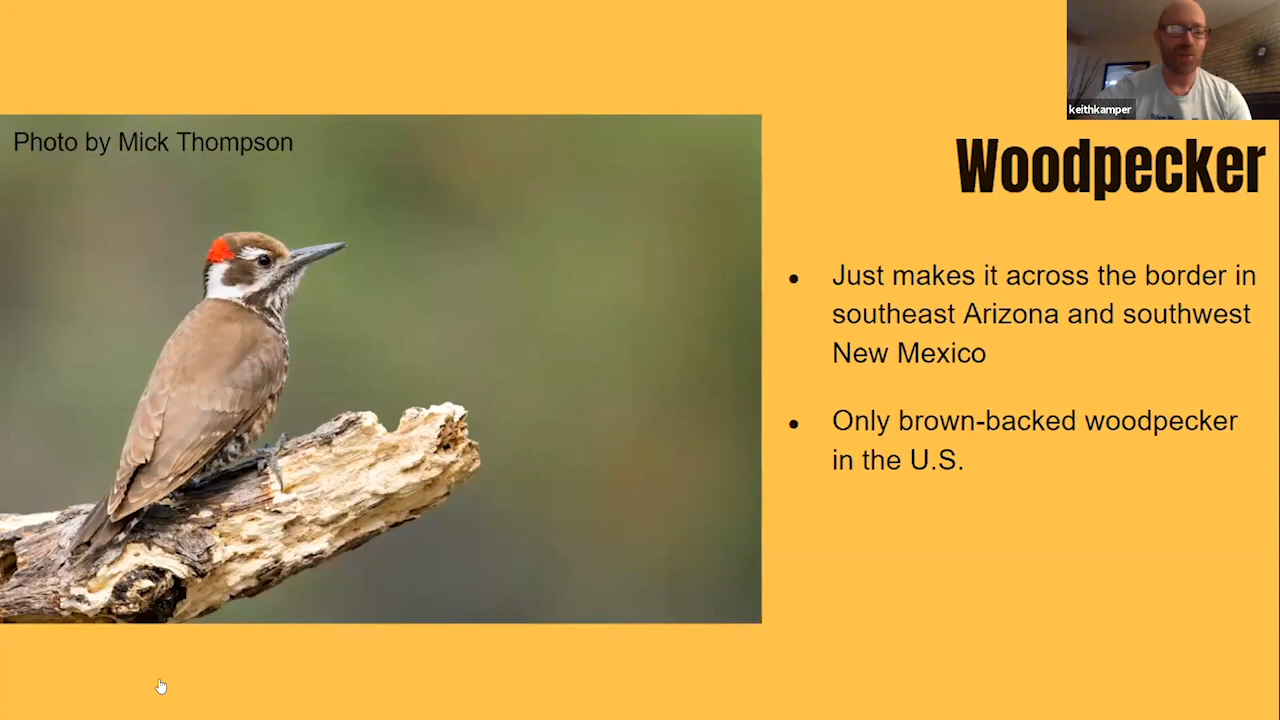 keithkamper
Photo by Mick Thompson
Woodpecker
• Just makes it across the border in
southeast Arizona and southwest
New Mexico
• Only brown-backed woodpecker
in the U.S.